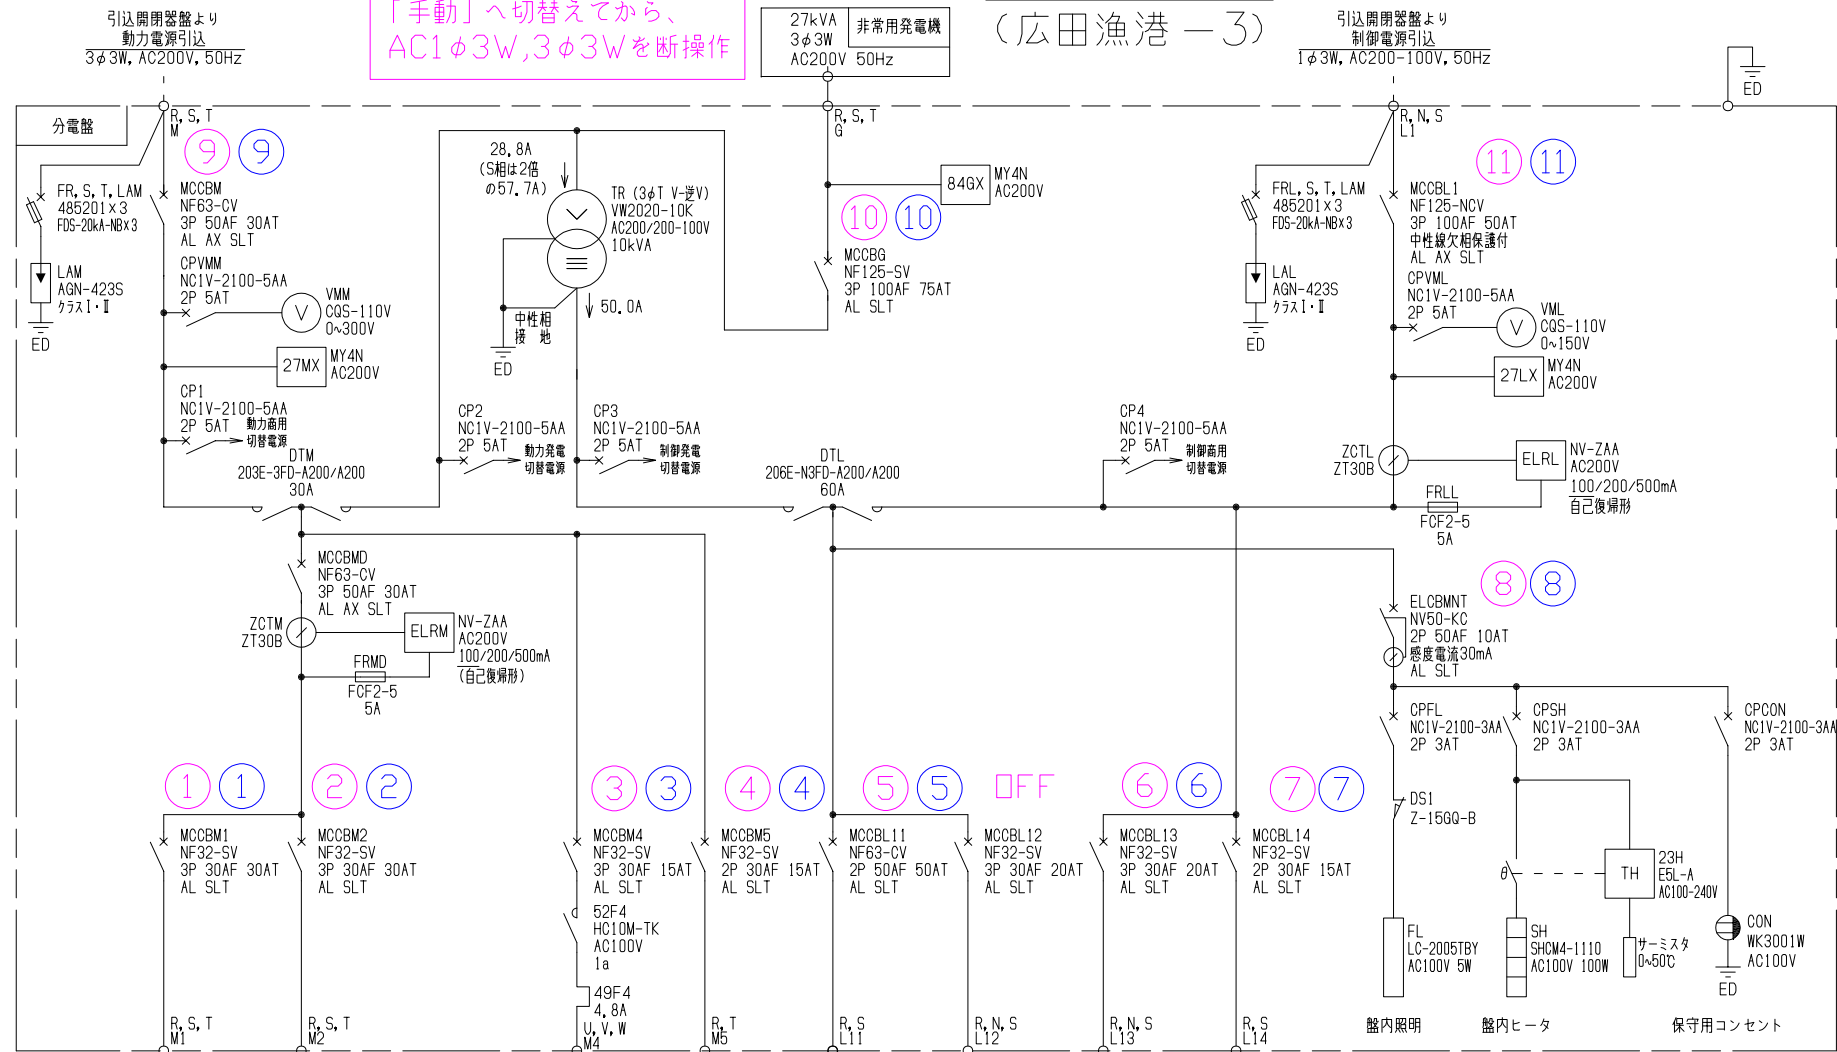 引込開閉器盤より
動力電源引込
3φ3W, AC200V, 50Hz
「手動」へ切替えてから、
AC1φ3W,3φ3Wを断操作
27kVA
3φ3W
AC200V 50Hz
非常用発電機
(広田漁港－3)
引込開閉器盤より
制御電源引込
1φ3W, AC200-100V, 50Hz
ED
分電盤
R, S, T
M
⑨ ⑨
FR, S, T, LAM
485201×3
FDS-20kA-NB×3
LAM
AGN-423S
クラスⅠ・Ⅱ
ED
MCCBM
NF63-CV
3P 50AF 30AT
AL AX SLT
CPVMM
NC1V-2100-5AA
2P 5AT
V
VMM
CQS-110V
0~300V
27MX
MY4N
AC200V
CP1
NC1V-2100-5AA
2P 5AT
動力商用
切替電源
DTM
203E-3FD-A200/A200
30A
28.8A
(S相は2倍
の57.7A)
TR (3φT V-逆V)
VW2020-10K
AC200/200-100V
10kVA
50.0A
中性相
接 地
ED
CP2
NC1V-2100-5AA
2P 5AT
動力発電
切替電源
CP3
NC1V-2100-5AA
2P 5AT
制御発電
切替電源
R, S, T
G
84GX
MY4N
AC200V
⑩ ⑩
MCCBG
NF125-SV
3P 100AF 75AT
AL SLT
DTL
206E-N3FD-A200/A200
60A
CP4
NC1V-2100-5AA
2P 5AT
制御商用
切替電源
R, N, S
L1
⑪ ⑪
FRL, S, T, LAM
485201×3
FDS-20kA-NB×3
LAL
AGN-423S
クラスⅠ・Ⅱ
ED
MCCBL1
NF125-NCV
3P 100AF 50AT
中性線欠相保護付
AL AX SLT
CPVML
NC1V-2100-5AA
2P 5AT
V
VML
CQS-110V
0~150V
27LX
MY4N
AC200V
ZCTL
ZT30B
ELRL
NV-ZAA
AC200V
100/200/500mA
自己復帰形
FRLL
FCF2-5
5A
MCCBMD
NF63-CV
3P 50AF 30AT
AL AX SLT
ZCTM
ZT30B
ELRM
NV-ZAA
AC200V
100/200/500mA
(自己復帰形)
FRMD
FCF2-5
5A
⑧ ⑧
ELCBMNT
NV50-KC
2P 50AF 10AT
感度電流30mA
AL SLT
CPFL
NC1V-2100-3AA
2P 3AT
CPSH
NC1V-2100-3AA
2P 3AT
CPCON
NC1V-2100-3AA
2P 3AT
① ① ② ② ③ ③ ④ ④ ⑤ ⑤ OFF ⑥ ⑥ ⑦ ⑦
MCCBM1
NF32-SV
3P 30AF 30AT
AL SLT
MCCBM2
NF32-SV
3P 30AF 30AT
AL SLT
MCCBM4
NF32-SV
3P 30AF 15AT
AL SLT
52F4
HC10M-TK
AC100V
1a
49F4
4.8A
MCCBM5
NF32-SV
2P 30AF 15AT
AL SLT
MCCBL11
NF63-CV
2P 50AF 50AT
AL SLT
MCCBL12
NF32-SV
3P 30AF 20AT
AL SLT
MCCBL13
NF32-SV
3P 30AF 20AT
AL SLT
MCCBL14
NF32-SV
2P 30AF 15AT
AL SLT
DS1
Z-15GQ-B
θ
TH
23H
E5L-A
AC100-240V
FL
LC-2005TBY
AC100V 5W
SH
SHCM4-1110
AC100V 100W
サーミスタ
0~50℃
CON
WK3001W
AC100V
ED
R, S, T
M1
R, S, T
M2
U, V, W
M4
R, T
M5
R, S
L11
R, N, S
L12
R, N, S
L13
R, S
L14
盤内照明
盤内ヒータ
保守用コンセント